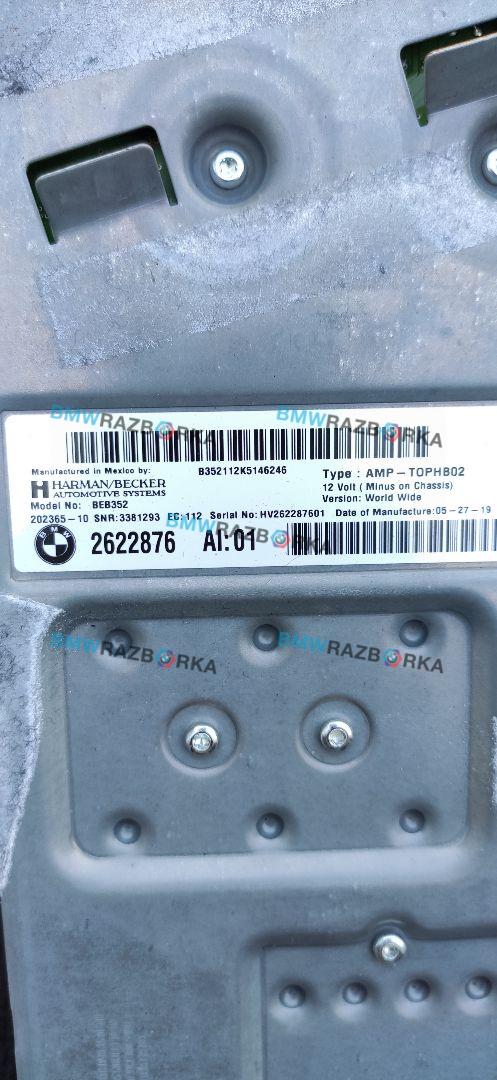 BMWRAZBORKA
BMWRAZBORKA
Manufactured in Mexico by:
B352112K5146246
Type : AMP-TOPHB02
HARMAN/BECKER
AUTOMOTIVE SYSTEMS
12 Volt ( Minus on Chassis)
Model No: BEB352
Version: World Wide
202365-10 SNR:3381293 EC:112 Serial No:HV262287601 Date of Manufacture:05-27-19
BMW
2622876 AI:01
BMWRAZBORKA
BMWRAZBORKA